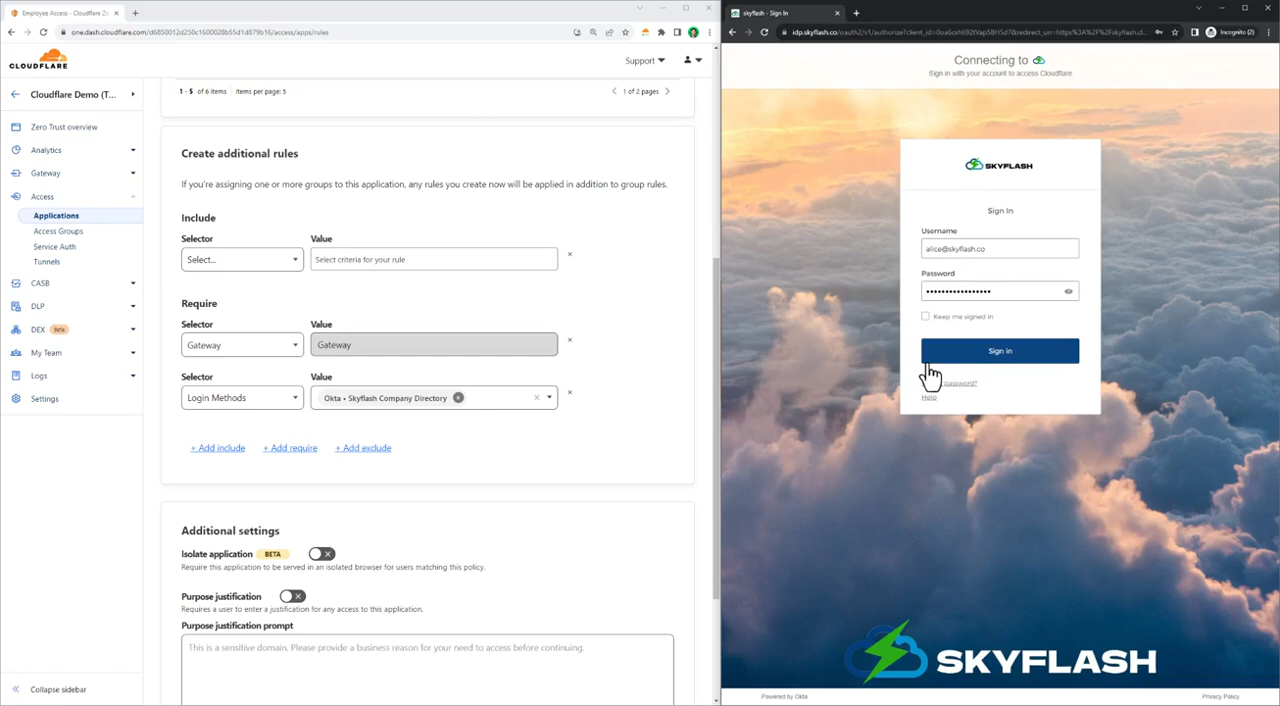 Employee Access - Cloudflare Ze
one.dash.cloudflare.com/d6850012d250c1600028b55d1d879b16/access/apps/rules
CLOUDFLARE
Support
Cloudflare Demo (T...
Zero Trust overview
Analytics
Gateway
Access
Applications
Access Groups
Service Auth
Tunnels
CASB
DLP
DEX Beta
My Team
Logs
Settings
Collapse sidebar
1 - 5 of 6 items Items per page: 5
1 of 2 pages
Create additional rules
If you're assigning one or more groups to this application, any rules you create now will be applied in addition to group rules.
Include
Selector Value
Select... Select criteria for your rule
Require
Selector Value
Gateway Gateway
Selector Value
Login Methods Okta • Skyflash Company Directory
+ Add include + Add require + Add exclude
Additional settings
Isolate application BETA
Require this application to be served in an isolated browser for users matching this policy.
Purpose justification
Requires a user to enter a justification for any access to this application.
Purpose justification prompt
This is a sensitive domain. Please provide a business reason for your need to access before continuing.
skyflash - Sign In
Incognito (2)
Connecting to
Sign in with your account to access Cloudflare
SKYFLASH
Sign In
Username
alice@skyflash.co
Password
Keep me signed in
Sign in
password?
Help
SKYFLASH
Powered by Okta
Privacy Policy